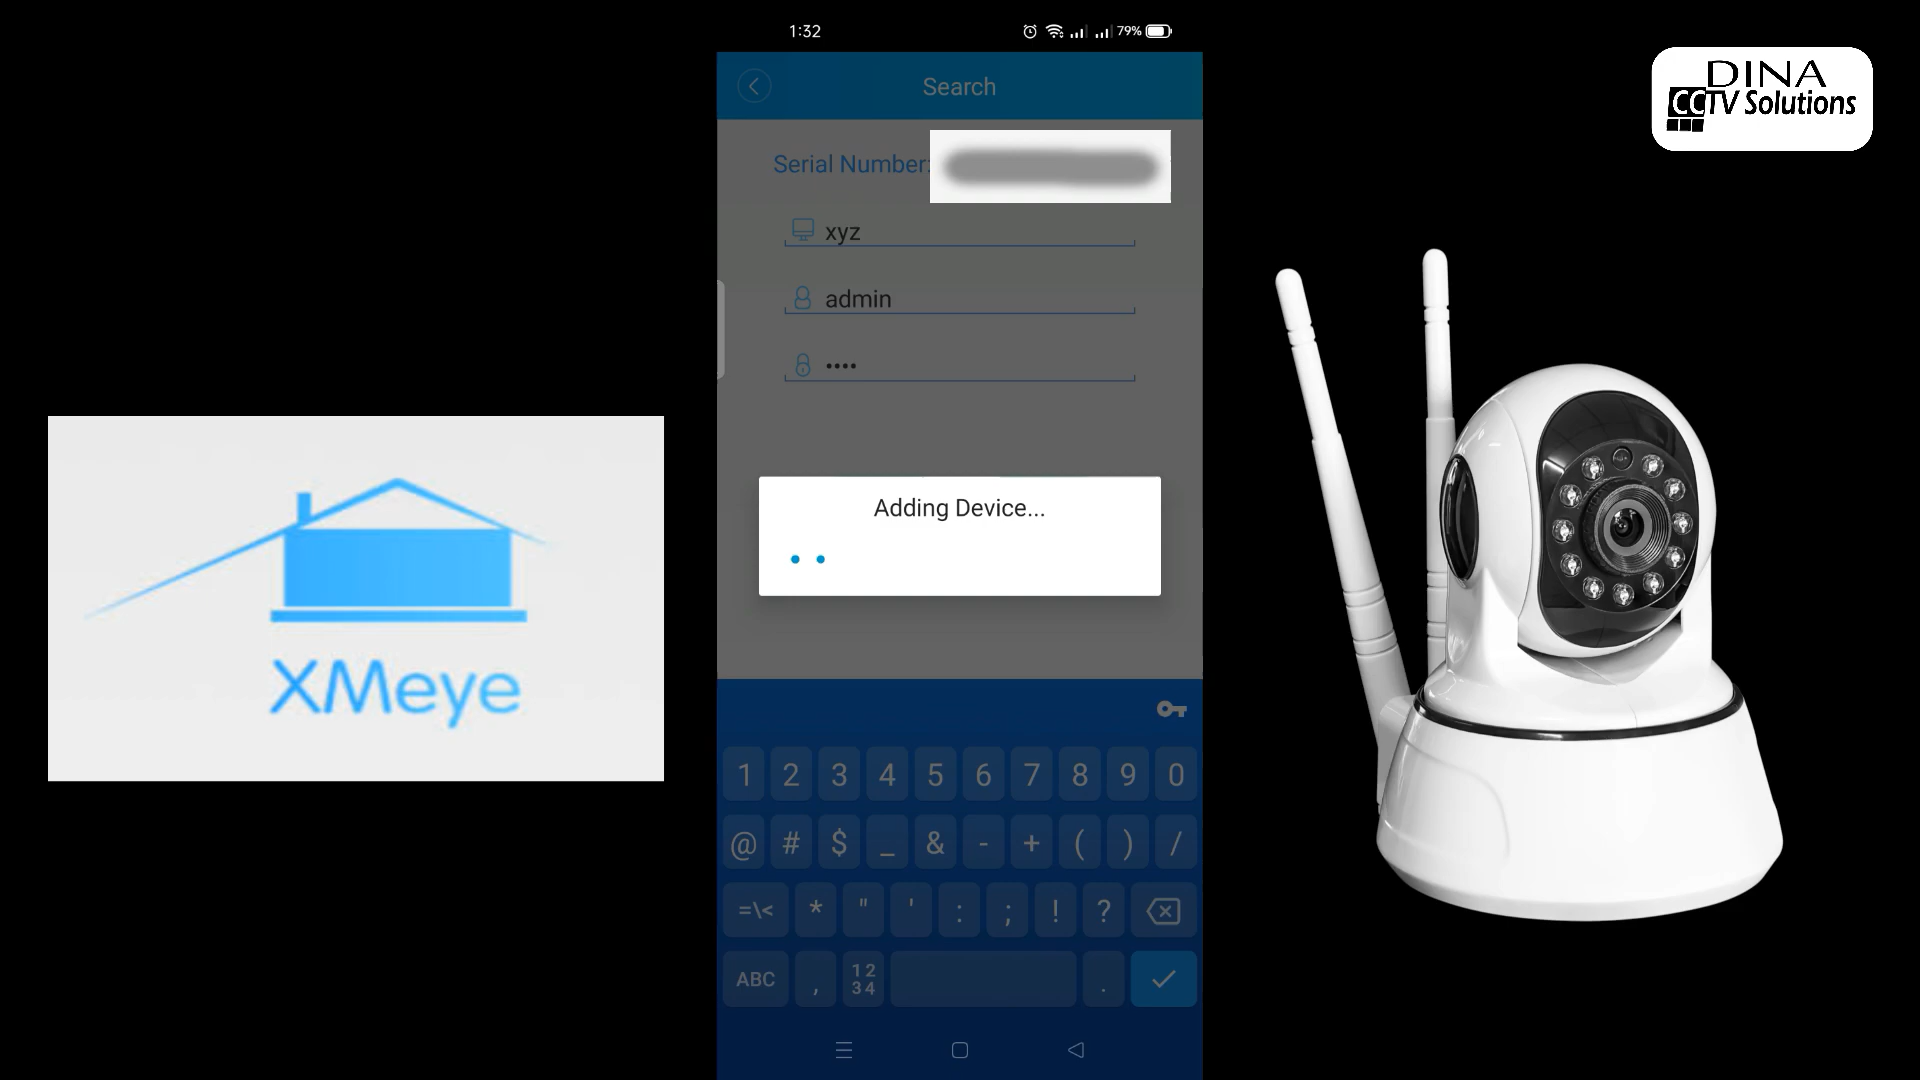 1:32
79%
Search
Serial Number:
xyz
admin
••••
Adding Device...
XMeye
DINA
CCTV Solutions
1 2 3 4 5 6 7 8 9 0
@ # $ _ & - + ( ) /
=\< * " ' : ; ! ?
ABC , 12 34 .